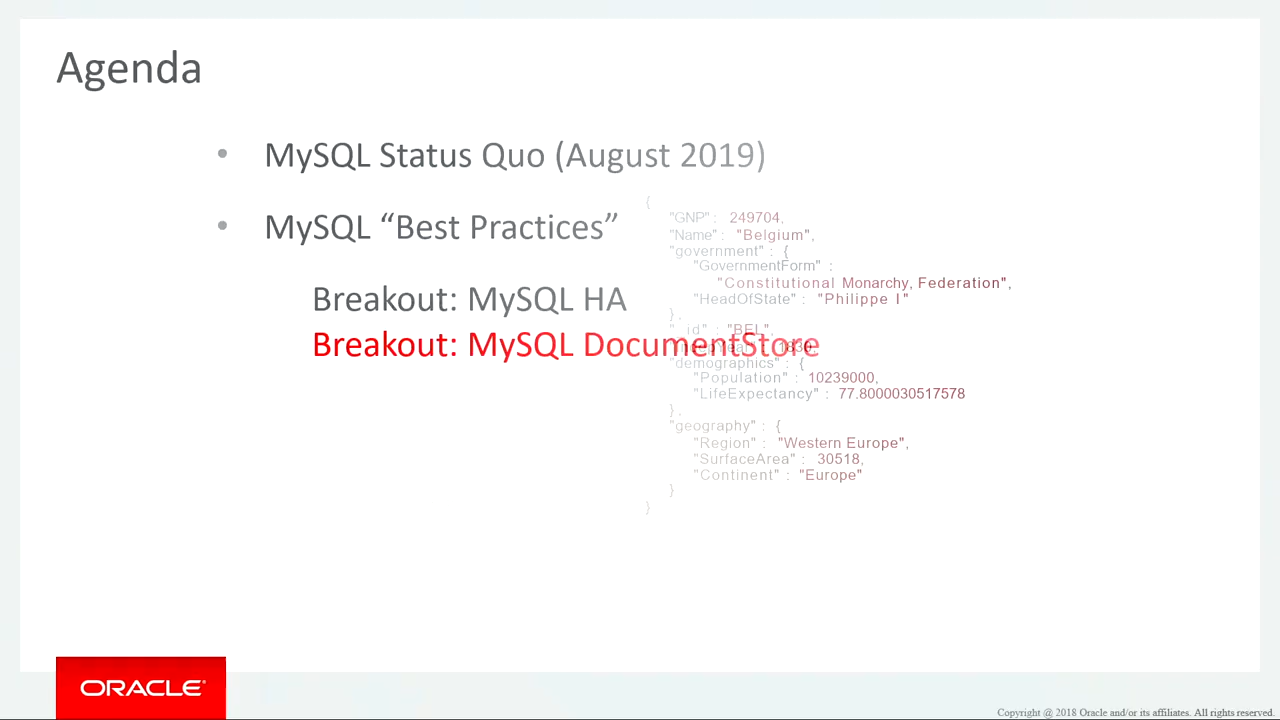 Agenda
• MySQL Status Quo (August 2019)
• MySQL “Best Practices”
Breakout: MySQL HA
Breakout: MySQL DocumentStore
{
"GNP" : 249704,
"Name" : "Belgium",
"government" : {
"GovernmentForm" :
"Constitutional Monarchy, Federation",
"HeadOfState" : "Philippe I"
},
"_id" : "BEL",
"demographics" : {
"Population" : 10239000,
"LifeExpectancy" : 77.8000030517578
},
"geography" : {
"Region" : "Western Europe",
"SurfaceArea" : 30518,
"Continent" : "Europe"
}
}
ORACLE®
Copyright @ 2018 Oracle and/or its affiliates. All rights reserved.